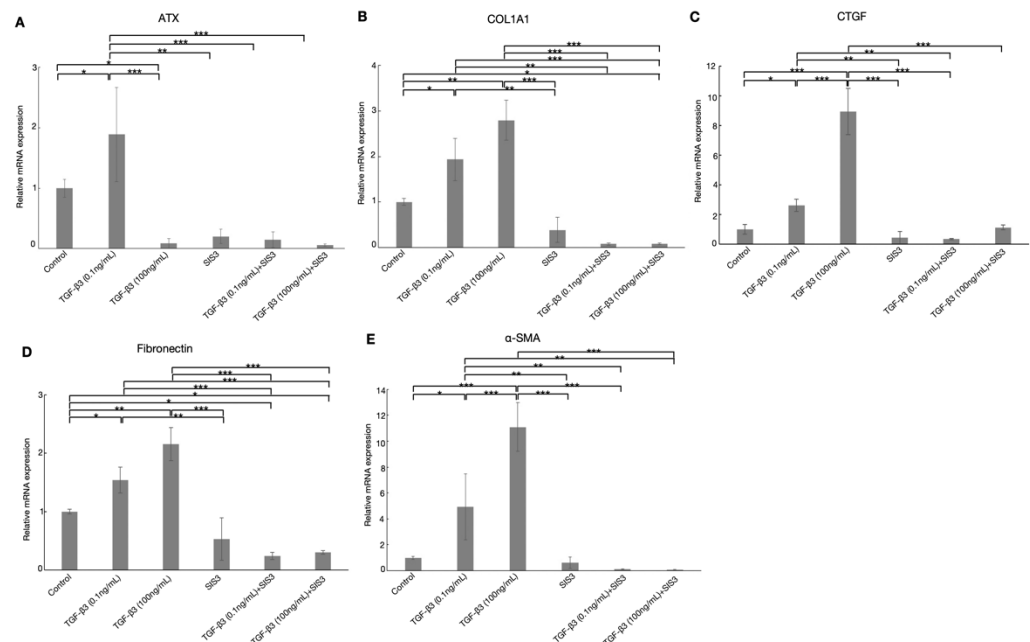 A
ATX
***
***
**
*
*
***
Relative mRNA expression
3
2
1
0
Control
TGF-β3 (0.1ng/mL)
TGF-β3 (100ng/mL)
SIS3
TGF-β3 (0.1ng/mL)+SIS3
TGF-β3 (100ng/mL)+SIS3
B
COL1A1
***
***
***
**
*
**
***
*
**
Relative mRNA expression
4
3
2
1
0
Control
TGF-β3 (0.1ng/mL)
TGF-β3 (100ng/mL)
SIS3
TGF-β3 (0.1ng/mL)+SIS3
TGF-β3 (100ng/mL)+SIS3
C
CTGF
***
**
**
***
***
*
***
***
Relative mRNA expression
12
10
8
6
4
2
0
Control
TGF-β3 (0.1ng/mL)
TGF-β3 (100ng/mL)
SIS3
TGF-β3 (0.1ng/mL)+SIS3
TGF-β3 (100ng/mL)+SIS3
D
Fibronectin
***
***
***
***
*
*
**
***
*
**
Relative mRNA expression
3
2
1
0
Control
TGF-β3 (0.1ng/mL)
TGF-β3 (100ng/mL)
SIS3
TGF-β3 (0.1ng/mL)+SIS3
TGF-β3 (100ng/mL)+SIS3
E
α-SMA
***
**
**
**
***
***
*
***
***
Relative mRNA expression
14
12
10
8
6
4
2
0
Control
TGF-β3 (0.1ng/mL)
TGF-β3 (100ng/mL)
SIS3
TGF-β3 (0.1ng/mL)+SIS3
TGF-β3 (100ng/mL)+SIS3